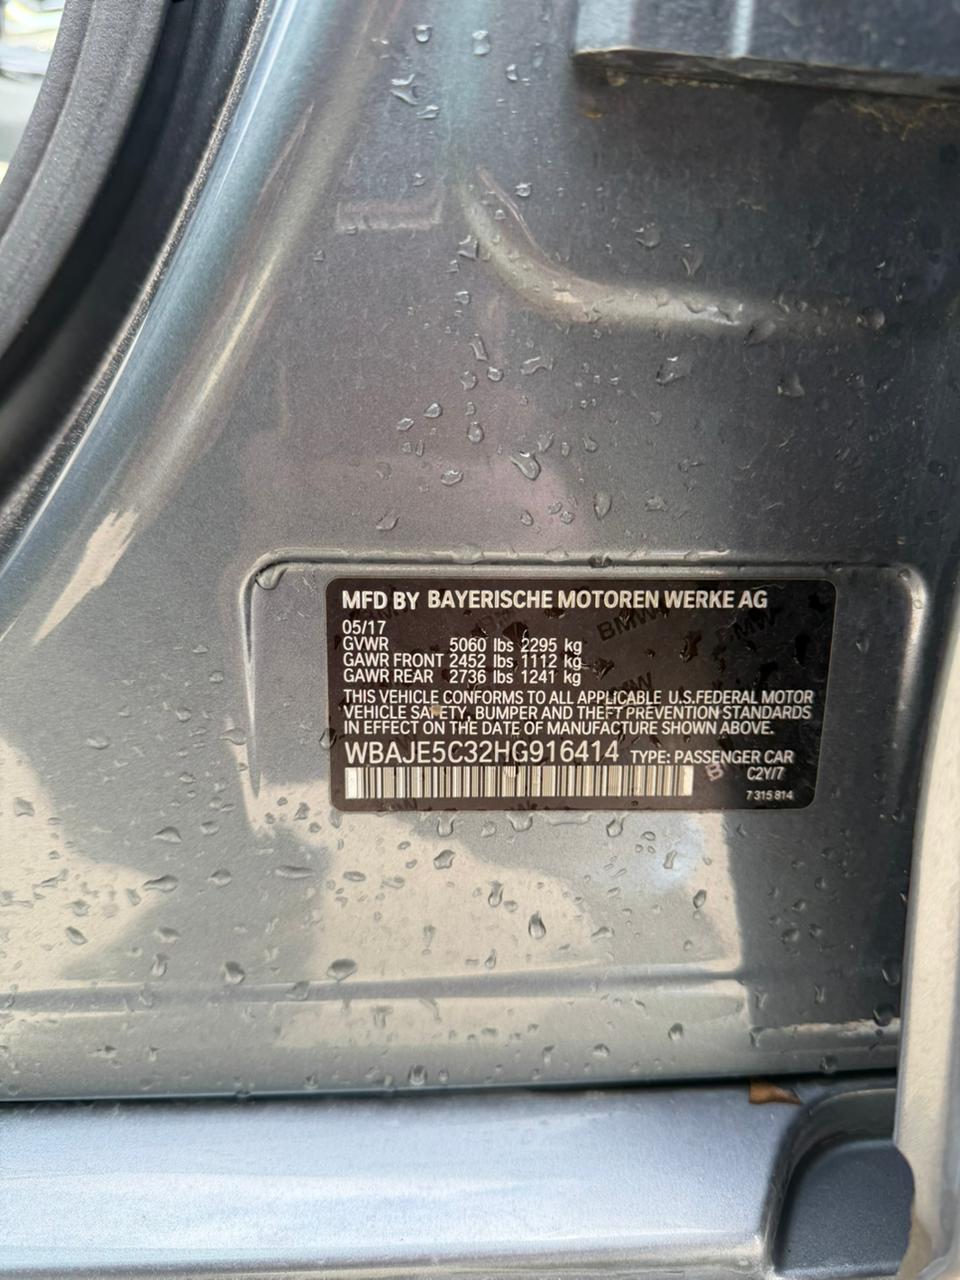 MFD BY BAYERISCHE MOTOREN WERKE AG
05/17
GVWR 5060 lbs 2295 kg
GAWR FRONT 2452 lbs 1112 kg
GAWR REAR 2736 lbs 1241 kg
THIS VEHICLE CONFORMS TO ALL APPLICABLE U.S.FEDERAL MOTOR
VEHICLE SAFETY, BUMPER AND THEFT PREVENTION STANDARDS
IN EFFECT ON THE DATE OF MANUFACTURE SHOWN ABOVE.
WBAJE5C32HG916414 TYPE: PASSENGER CAR
C2Y/7
7 315 814